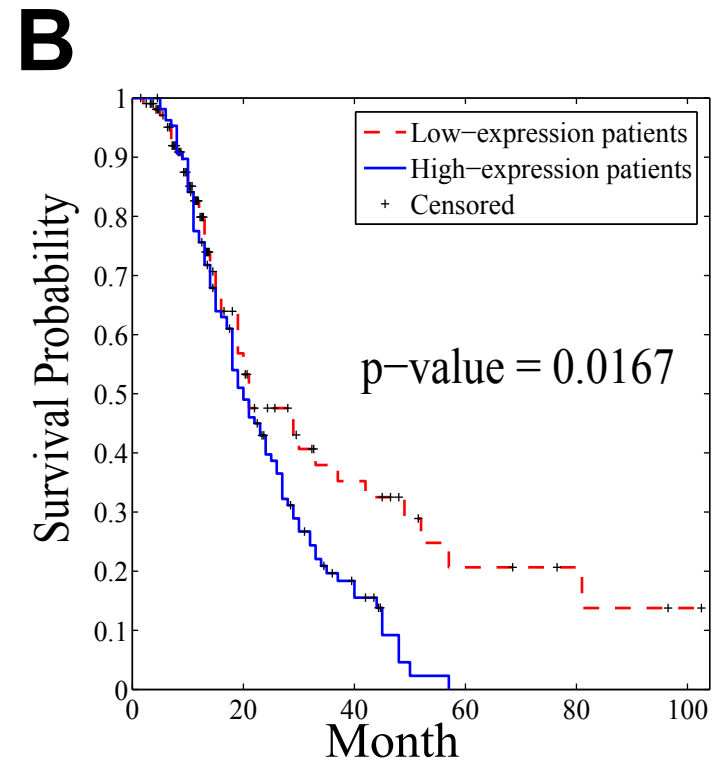 B
Low−expression patients
High−expression patients
Censored
p−value = 0.0167
Survival Probability
1
0.9
0.8
0.7
0.6
0.5
0.4
0.3
0.2
0.1
0
0 20 40 60 80 100
Month